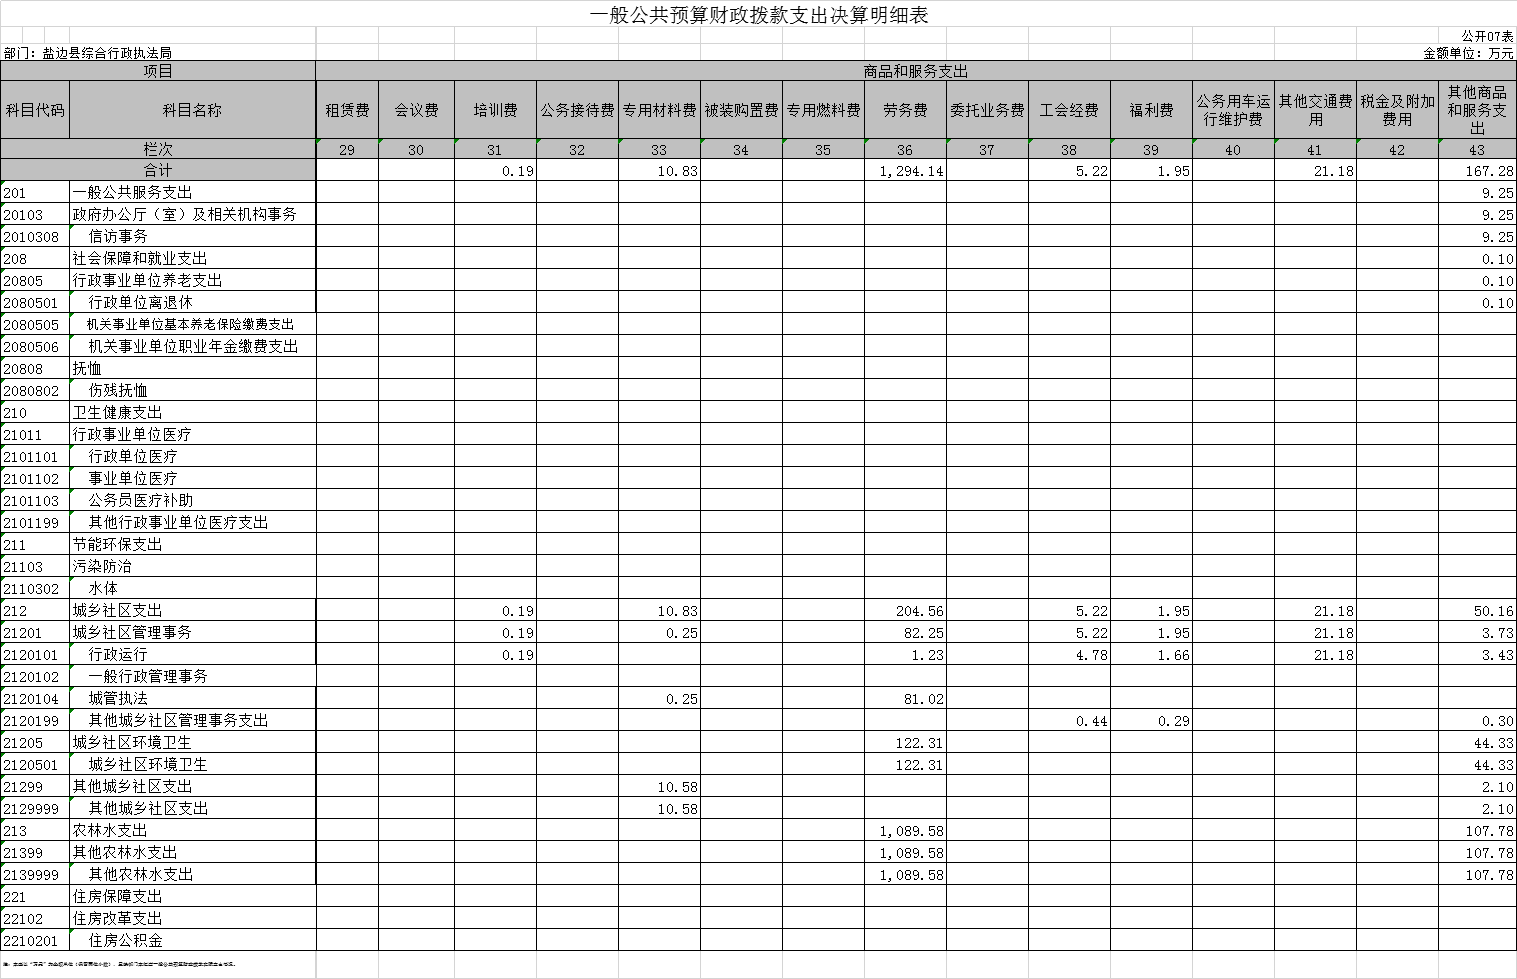 一般公共预算财政拨款支出决算明细表
公开07表
部门：盐边县综合行政执法局 金额单位：万元
项目 商品和服务支出
科目代码 科目名称 租赁费 会议费 培训费 公务接待费 专用材料费 被装购置费 专用燃料费 劳务费 委托业务费 工会经费 福利费 公务用车运行维护费 其他交通费用 税金及附加费用 其他商品和服务支出
栏次 29 30 31 32 33 34 35 36 37 38 39 40 41 42 43
合计 0.19 10.83 1,294.14 5.22 1.95 21.18 167.28
201 一般公共服务支出 9.25
20103 政府办公厅（室）及相关机构事务 9.25
2010308 信访事务 9.25
208 社会保障和就业支出 0.10
20805 行政事业单位养老支出 0.10
2080501 行政单位离退休 0.10
2080505 机关事业单位基本养老保险缴费支出
2080506 机关事业单位职业年金缴费支出
20808 抚恤
2080802 伤残抚恤
210 卫生健康支出
21011 行政事业单位医疗
2101101 行政单位医疗
2101102 事业单位医疗
2101103 公务员医疗补助
2101199 其他行政事业单位医疗支出
211 节能环保支出
21103 污染防治
2110302 水体
212 城乡社区支出 0.19 10.83 204.56 5.22 1.95 21.18 50.16
21201 城乡社区管理事务 0.19 0.25 82.25 5.22 1.95 21.18 3.73
2120101 行政运行 0.19 1.23 4.78 1.66 21.18 3.43
2120102 一般行政管理事务
2120104 城管执法 0.25 81.02
2120199 其他城乡社区管理事务支出 0.44 0.29 0.30
21205 城乡社区环境卫生 122.31 44.33
2120501 城乡社区环境卫生 122.31 44.33
21299 其他城乡社区支出 10.58 2.10
2129999 其他城乡社区支出 10.58 2.10
213 农林水支出 1,089.58 107.78
21399 其他农林水支出 1,089.58 107.78
2139999 其他农林水支出 1,089.58 107.78
221 住房保障支出
22102 住房改革支出
2210201 住房公积金